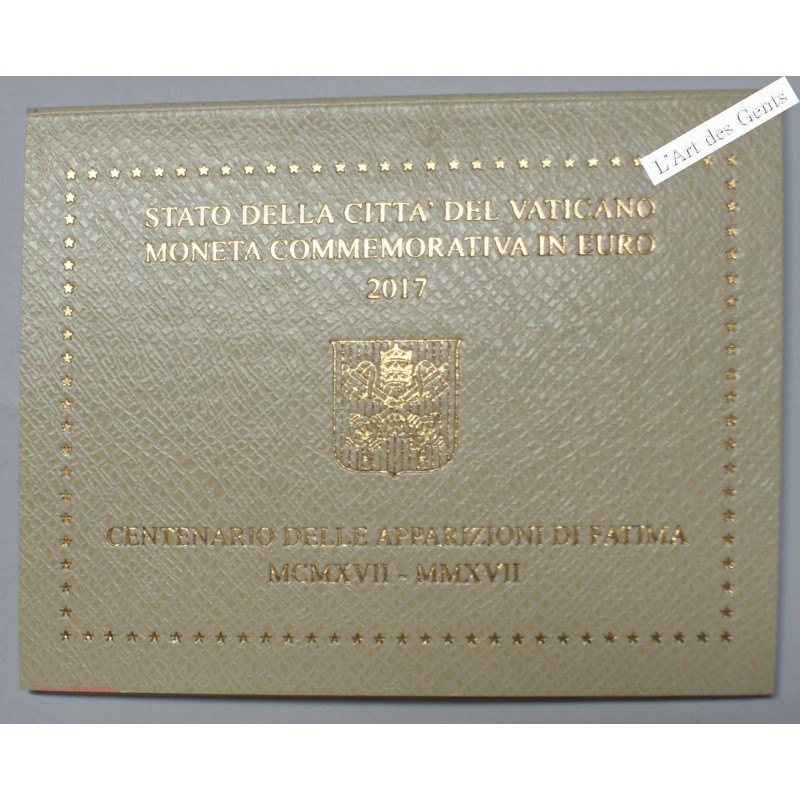 L'Art des Gents
STATO DELLA CITTA' DEL VATICANO
MONETA COMMEMORATIVA IN EURO
2017
CENTENARIO DELLE APPARIZIONI DI FATIMA
MCMXVII - MMXVII